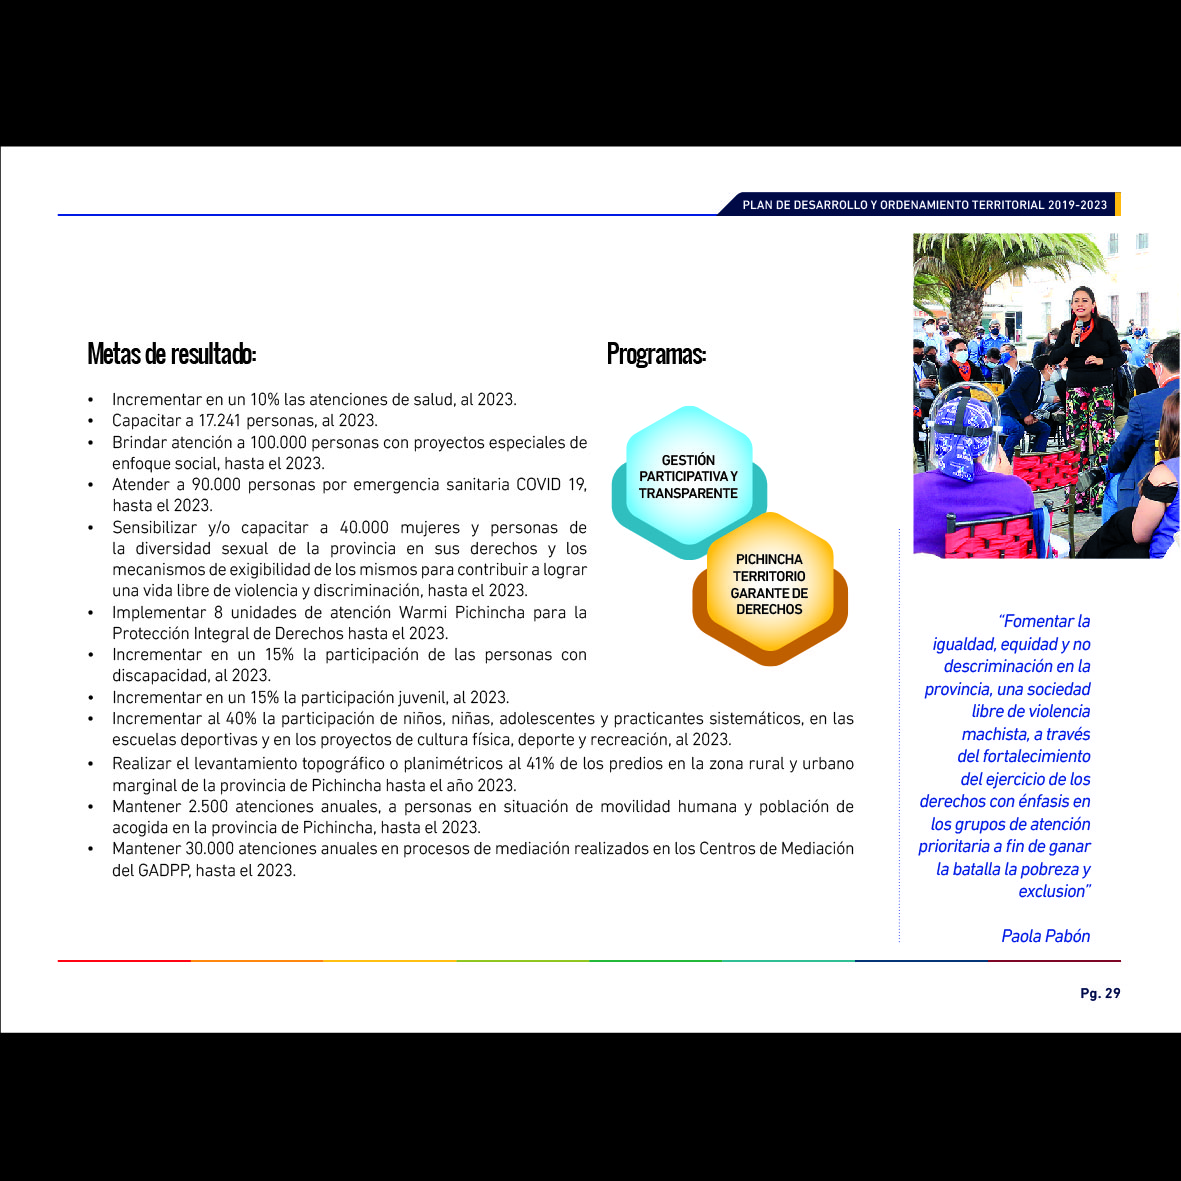 PLAN DE DESARROLLO Y ORDENAMIENTO TERRITORIAL 2019-2023
Metas de resultado:
• Incrementar en un 10% las atenciones de salud, al 2023.
• Capacitar a 17.241 personas, al 2023.
• Brindar atención a 100.000 personas con proyectos especiales de
enfoque social, hasta el 2023.
• Atender a 90.000 personas por emergencia sanitaria COVID 19,
hasta el 2023.
• Sensibilizar y/o capacitar a 40.000 mujeres y personas de
la diversidad sexual de la provincia en sus derechos y los
mecanismos de exigibilidad de los mismos para contribuir a lograr
una vida libre de violencia y discriminación, hasta el 2023.
• Implementar 8 unidades de atención Warmi Pichincha para la
Protección Integral de Derechos hasta el 2023.
• Incrementar en un 15% la participación de las personas con
discapacidad, al 2023.
• Incrementar en un 15% la participación juvenil, al 2023.
• Incrementar al 40% la participación de niños, niñas, adolescentes y practicantes sistemáticos, en las
escuelas deportivas y en los proyectos de cultura física, deporte y recreación, al 2023.
• Realizar el levantamiento topográfico o planimétricos al 41% de los predios en la zona rural y urbano
marginal de la provincia de Pichincha hasta el año 2023.
• Mantener 2.500 atenciones anuales, a personas en situación de movilidad humana y población de
acogida en la provincia de Pichincha, hasta el 2023.
• Mantener 30.000 atenciones anuales en procesos de mediación realizados en los Centros de Mediación
del GADPP, hasta el 2023.
Programas:
GESTIÓN
PARTICIPATIVA Y
TRANSPARENTE
PICHINCHA
TERRITORIO
GARANTE DE
DERECHOS
“Fomentar la
igualdad, equidad y no
descriminación en la
provincia, una sociedad
libre de violencia
machista, a través
del fortalecimiento
del ejercicio de los
derechos con énfasis en
los grupos de atención
prioritaria a fin de ganar
la batalla la pobreza y
exclusion”
Paola Pabón
Pg. 29